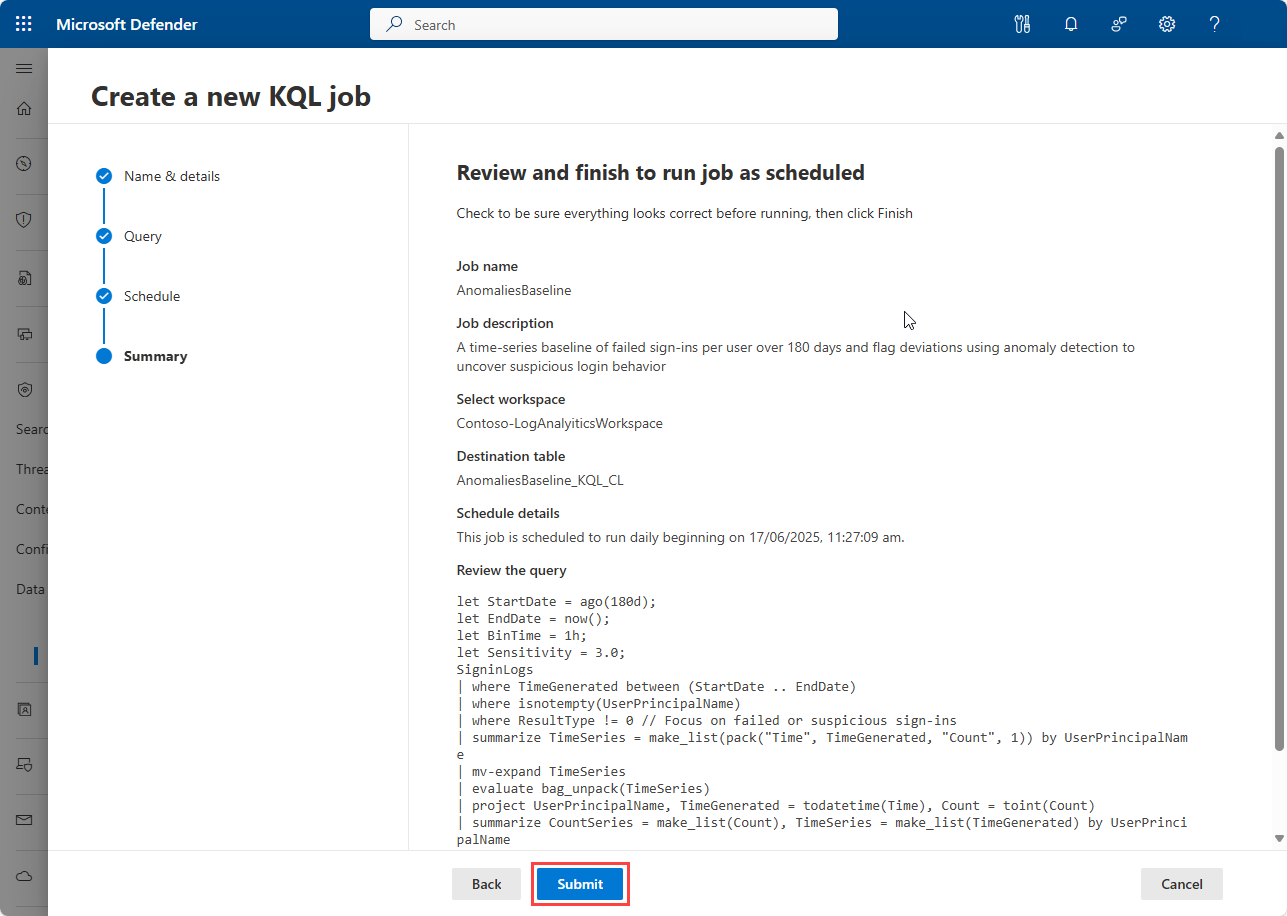 Microsoft Defender
Search
Create a new KQL job
Name & details
Query
Schedule
Summary
Searc
Threa
Conte
Confi
Data
Review and finish to run job as scheduled
Check to be sure everything looks correct before running, then click Finish
Job name
AnomaliesBaseline
Job description
A time-series baseline of failed sign-ins per user over 180 days and flag deviations using anomaly detection to
uncover suspicious login behavior
Select workspace
Contoso-LogAnalyiticsWorkspace
Destination table
AnomaliesBaseline_KQL_CL
Schedule details
This job is scheduled to run daily beginning on 17/06/2025, 11:27:09 am.
Review the query
let StartDate = ago(180d);
let EndDate = now();
let BinTime = 1h;
let Sensitivity = 3.0;
SigninLogs
| where TimeGenerated between (StartDate .. EndDate)
| where isnotempty(UserPrincipalName)
| where ResultType != 0 // Focus on failed or suspicious sign-ins
| summarize TimeSeries = make_list(pack("Time", TimeGenerated, "Count", 1)) by UserPrincipalNam
e
| mv-expand TimeSeries
| evaluate bag_unpack(TimeSeries)
| project UserPrincipalName, TimeGenerated = todatetime(Time), Count = toint(Count)
| summarize CountSeries = make_list(Count), TimeSeries = make_list(TimeGenerated) by UserPrinci
palName
Back
Submit
Cancel